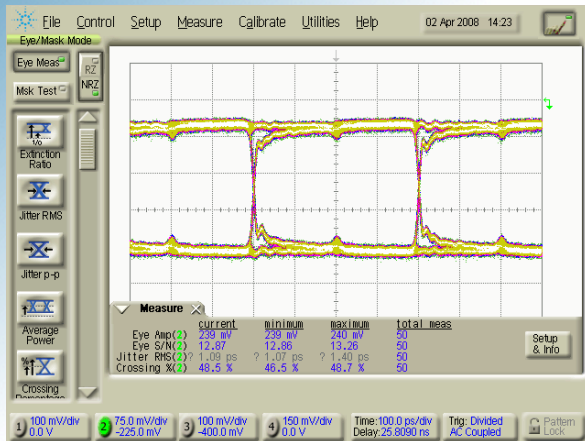 File Control Setup Measure Calibrate Utilities Help 02 Apr 2008 14:23
Eye/Mask Mode
Eye Meas
RZ
NRZ
Msk Test
1/0
Extinction
Ratio
Jitter RMS
Jitter p-p
Average
Power
%
Crossing
Measure
current minimum maximum total meas
Eye Amp(2) 239 mV 239 mV 240 mV 50
Eye S/N(2) 12.87 12.86 13.26 50
Jitter RMS(2)? 1.09 ps ? 1.07 ps ? 1.40 ps 50
Crossing %(2) 48.5 % 46.5 % 48.7 % 50
Setup
& Info
1) 100 mV/div
0.0 V
2) 75.0 mV/div
-225.0 mV
3) 100 mV/div
-400.0 mV
4) 150 mV/div
0.0 V
Time:100.0 ps/div
Delay:25.8090 ns
Trig: Divided
AC Coupled
Pattern
Lock